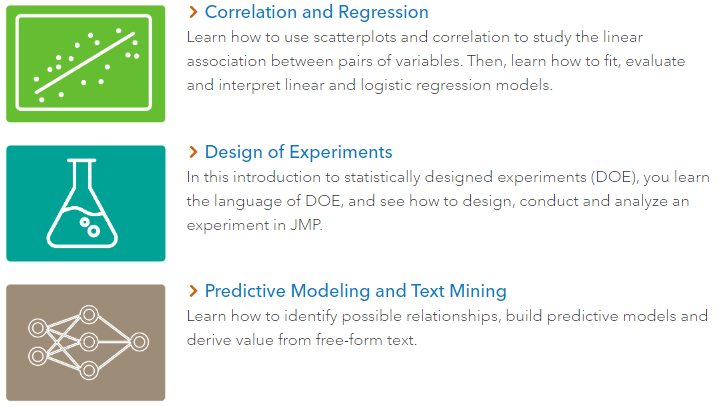 Correlation and Regression
Learn how to use scatterplots and correlation to study the linear
association between pairs of variables. Then, learn how to fit, evaluate
and interpret linear and logistic regression models.
Design of Experiments
In this introduction to statistically designed experiments (DOE), you learn
the language of DOE, and see how to design, conduct and analyze an
experiment in JMP.
Predictive Modeling and Text Mining
Learn how to identify possible relationships, build predictive models and
derive value from free-form text.